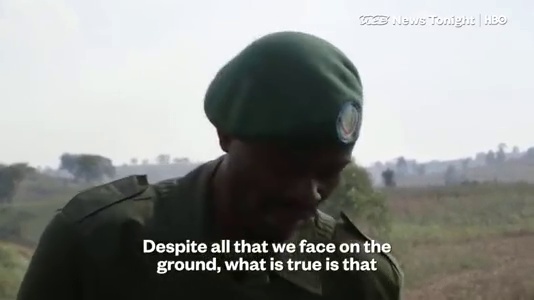 VICE News Tonight | HBO
Despite all that we face on the
ground, what is true is that